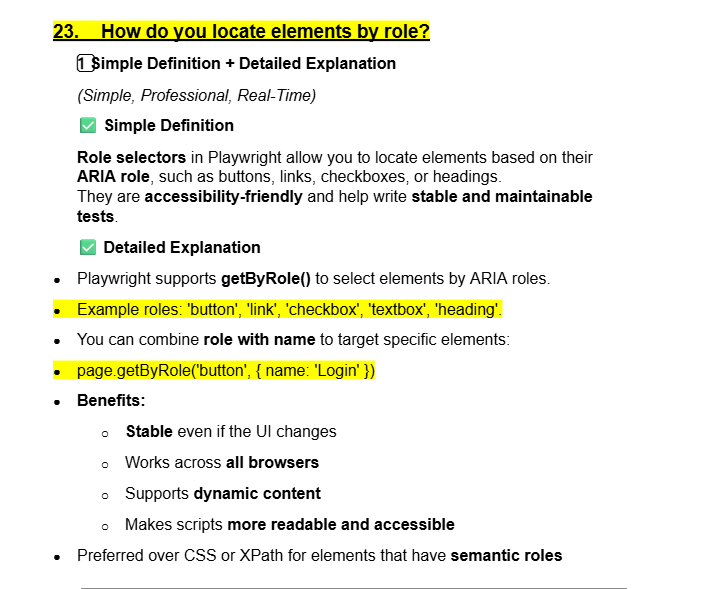 23. How do you locate elements by role?
1 Simple Definition + Detailed Explanation
(Simple, Professional, Real-Time)
✅ Simple Definition
Role selectors in Playwright allow you to locate elements based on their
ARIA role, such as buttons, links, checkboxes, or headings.
They are accessibility-friendly and help write stable and maintainable
tests.
✅ Detailed Explanation
• Playwright supports getByRole() to select elements by ARIA roles.
• Example roles: 'button', 'link', 'checkbox', 'textbox', 'heading'.
• You can combine role with name to target specific elements:
• page.getByRole('button', { name: 'Login' })
• Benefits:
o Stable even if the UI changes
o Works across all browsers
o Supports dynamic content
o Makes scripts more readable and accessible
• Preferred over CSS or XPath for elements that have semantic roles